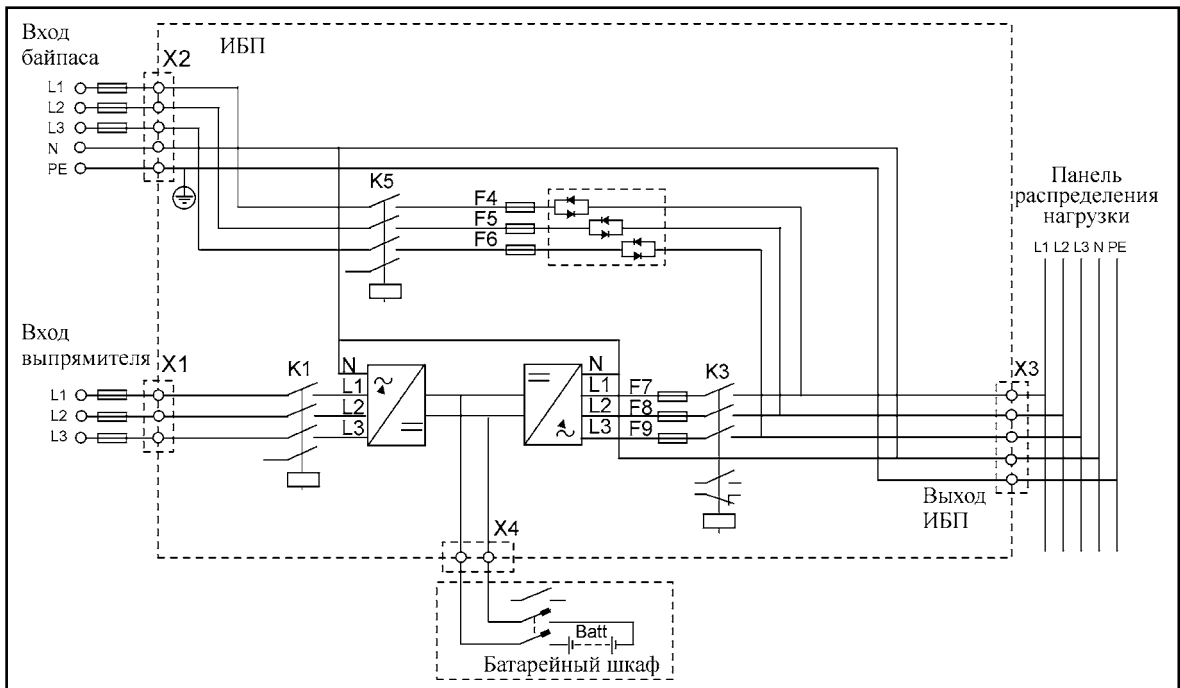 Вход
байпаса
ИБП
X2
L1
L2
L3
N
PE
K5
F4
F5
F6
Панель
распределения
нагрузки
L1 L2 L3 N PE
Вход
выпрямителя
X1
K1
N
L1
L2
L3
L1
L2
L3
N
L1
L2
L3
F7
F8
F9
K3
X3
Выход
ИБП
X4
Batt
Батарейный шкаф